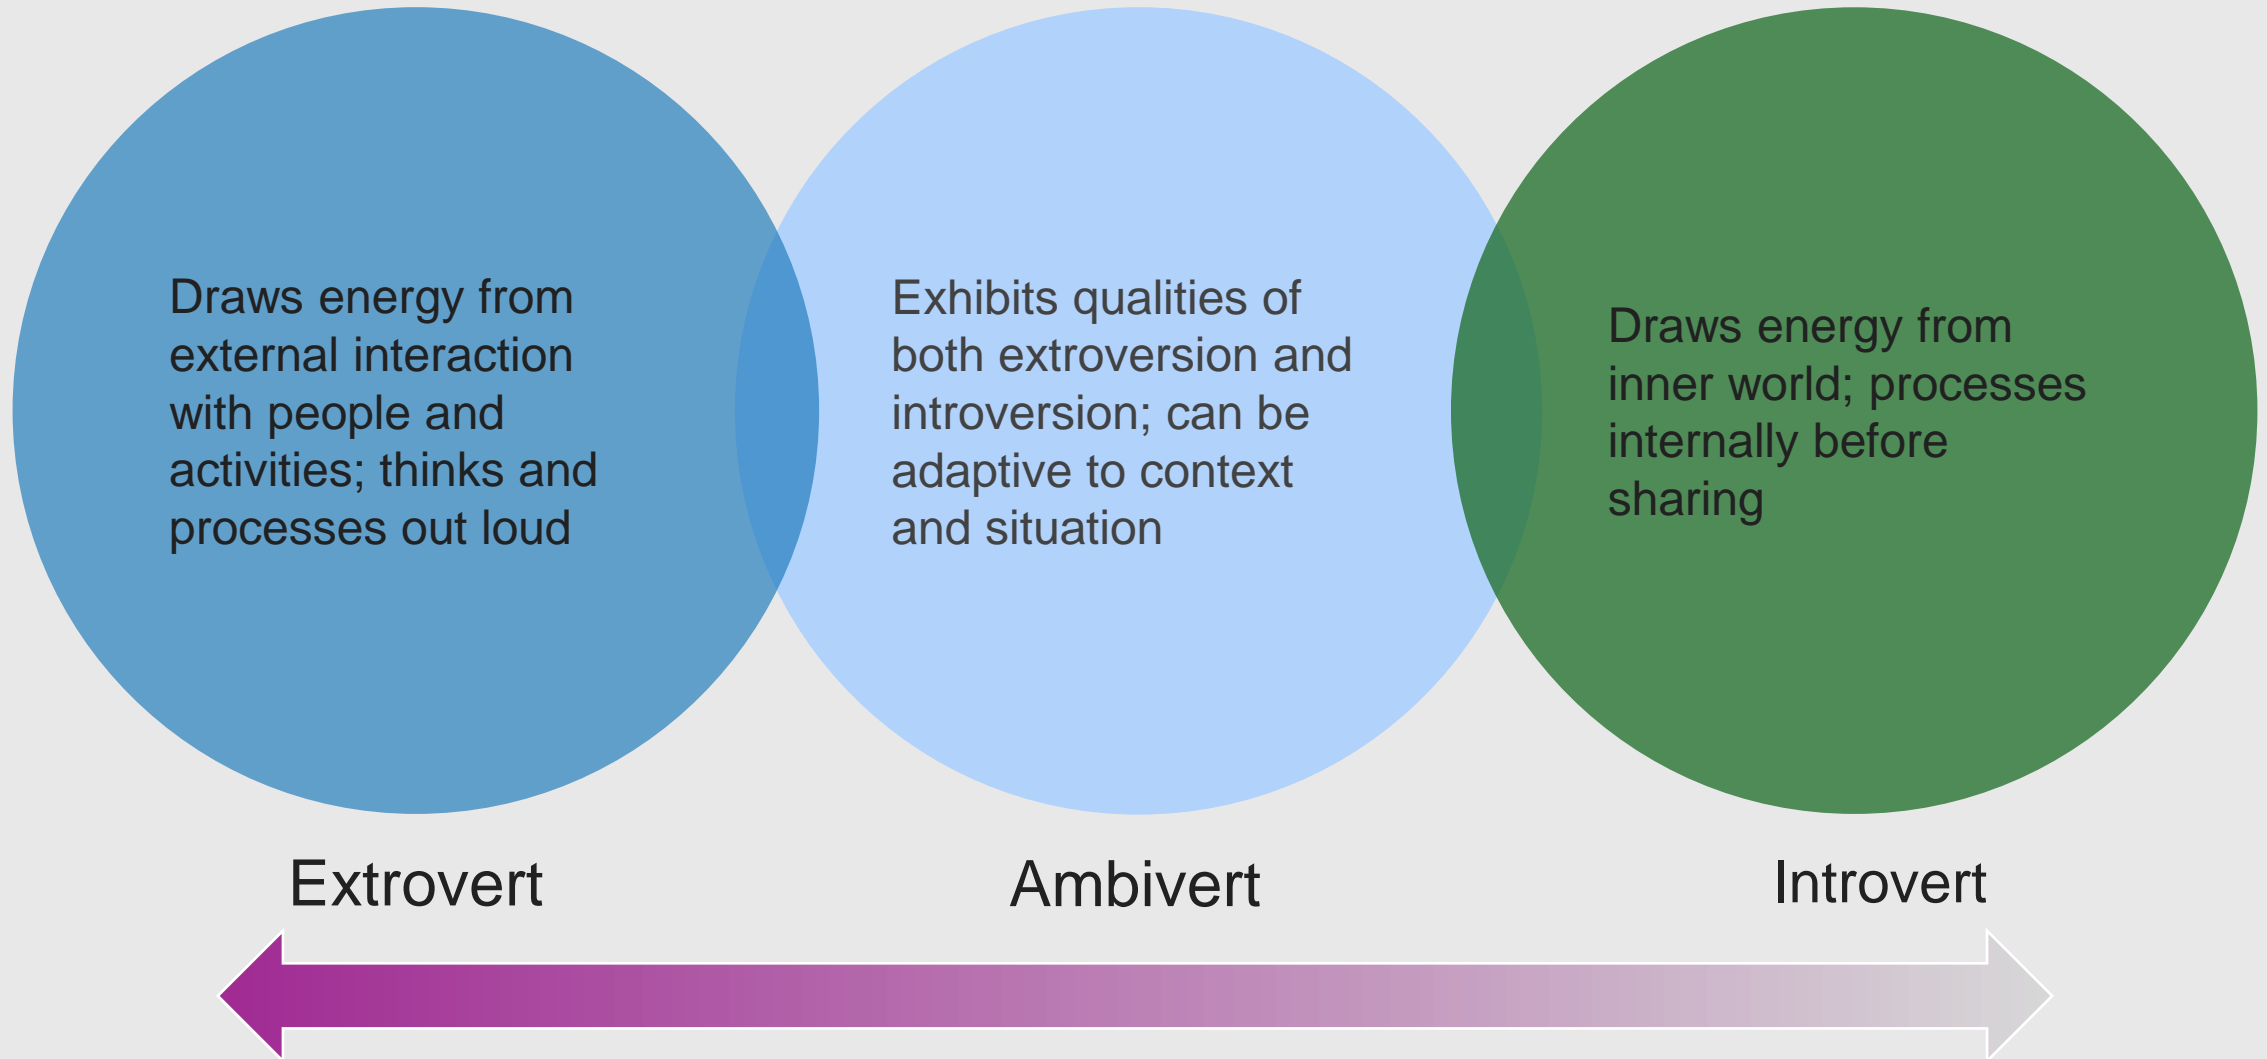 Draws energy from
external interaction
with people and
activities; thinks and
processes out loud
Exhibits qualities of
both extroversion and
introversion; can be
adaptive to context
and situation
Draws energy from
inner world; processes
internally before
sharing
Extrovert
Ambivert
Introvert